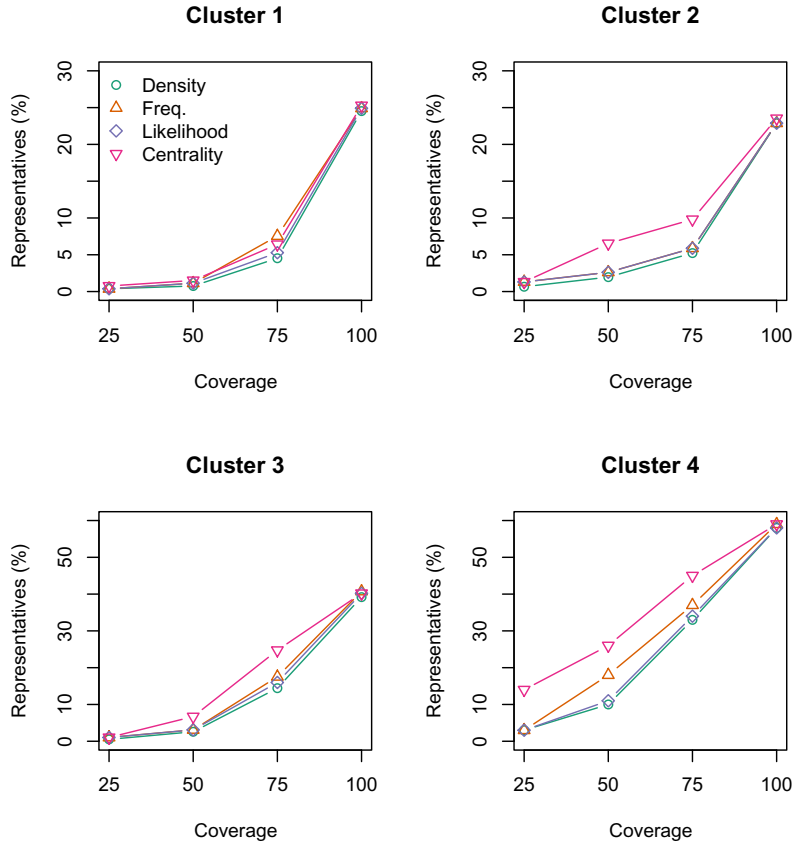 Cluster 1
Representatives (%)
30
20
10
5
0
Density
Freq.
Likelihood
Centrality
25 50 75 100
Coverage
Cluster 2
Representatives (%)
30
20
10
5
0
25 50 75 100
Coverage
Cluster 3
Representatives (%)
50
30
10
0
25 50 75 100
Coverage
Cluster 4
Representatives (%)
50
30
10
0
25 50 75 100
Coverage